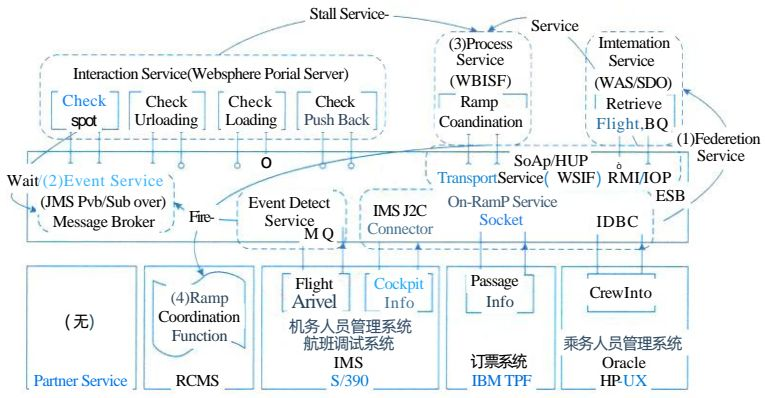 Stall Service-
Service
Interaction Service(Websphere Porial Server)
Check
spot
Check
Urloading
Check
Loading
Check
Push Back
(3)Process
Service
(WBISF)
Ramp
Coandination
Imtemation
Service
(WAS/SDO)
Retrieve
Flight,BQ
(1)Federetion
Service
Wait
(2)Event Service
(JMS Pvb/Sub over)
Message Broker
Fire-
Event Detect
Service
M Q
IMS J2C
Connector
SoAp/HUP
TransportService( WSIF)
RMI/IOP
ESB
On-RamP Service
Socket
IDBC
(无)
Partner Service
(4)Ramp
Coordination
Function
RCMS
Flight
Arivel
Cockpit
Info
机务人员管理系统
航班调试系统
IMS
S/390
Passage
Info
订票系统
IBM TPF
CrewInto
乘务人员管理系统
Oracle
HP-UX